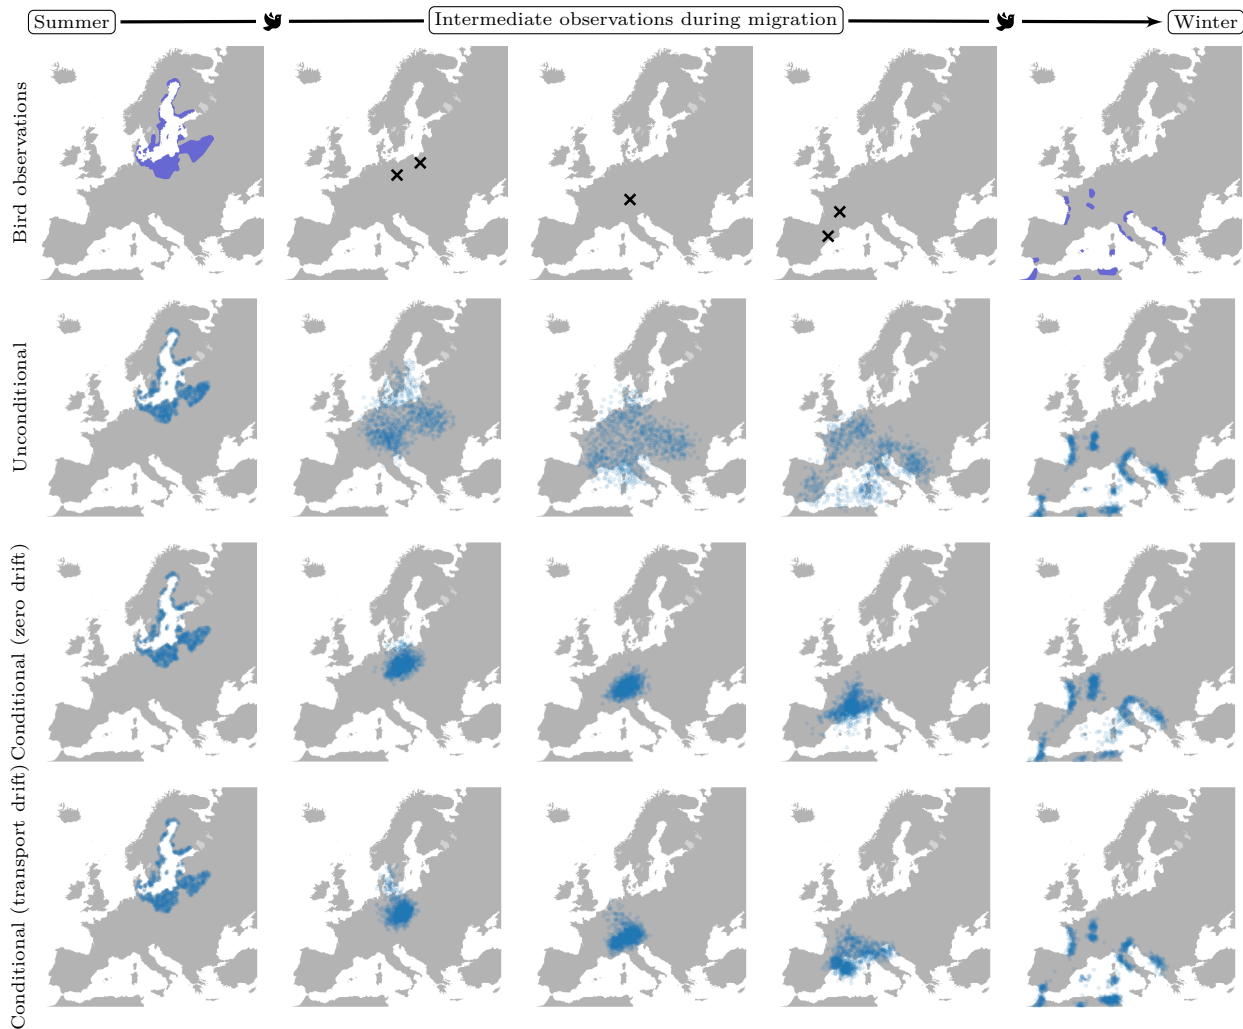 Summer
Intermediate observations during migration
Winter
Bird observations
Unconditional
Conditional (zero drift)
Conditional (transport drift)